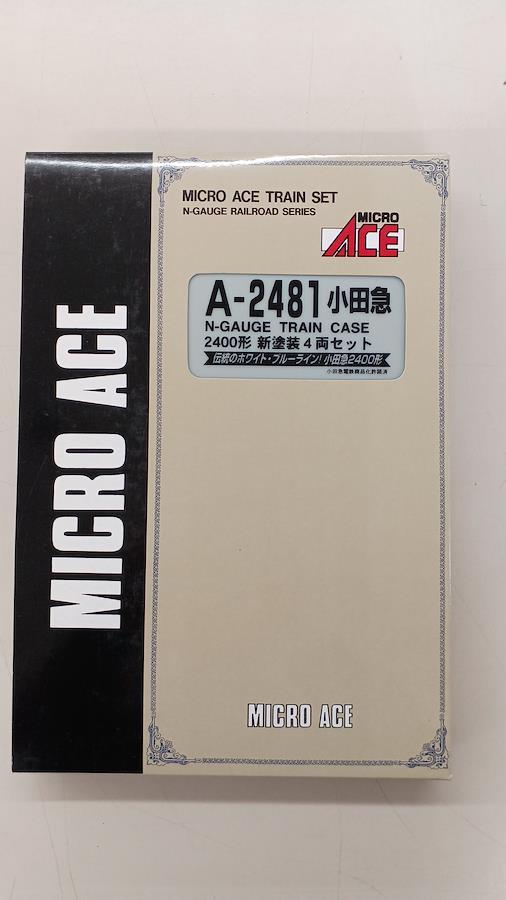 MICRO ACE
MICRO ACE TRAIN SET
N-GAUGE RAILROAD SERIES
MICRO
ACE
A-2481 小田急
N-GAUGE TRAIN CASE
2400形 新塗装4両セット
伝統のホワイト・ブルーライン! 小田急2400形
小田急電鉄商品化許諾済
MICRO ACE